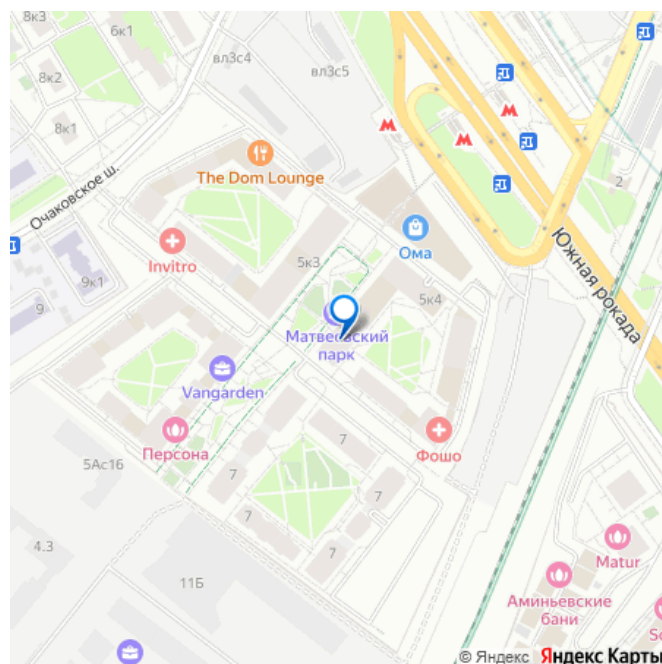 6к1
8к2
8к1
вл3с4
вл3с5
The Dom Lounge
Очаковское ш.
2
Invitro
5к3
Ома
Южная рокада
9к1
9
5к4
Матвеевский
парк
Vangarden
Персона
7
Фошо
5Ас16
7
7
4.3
7
7
11Б
Matur
Аминьевские
бани
So
© Яндекс Яндекс Карты